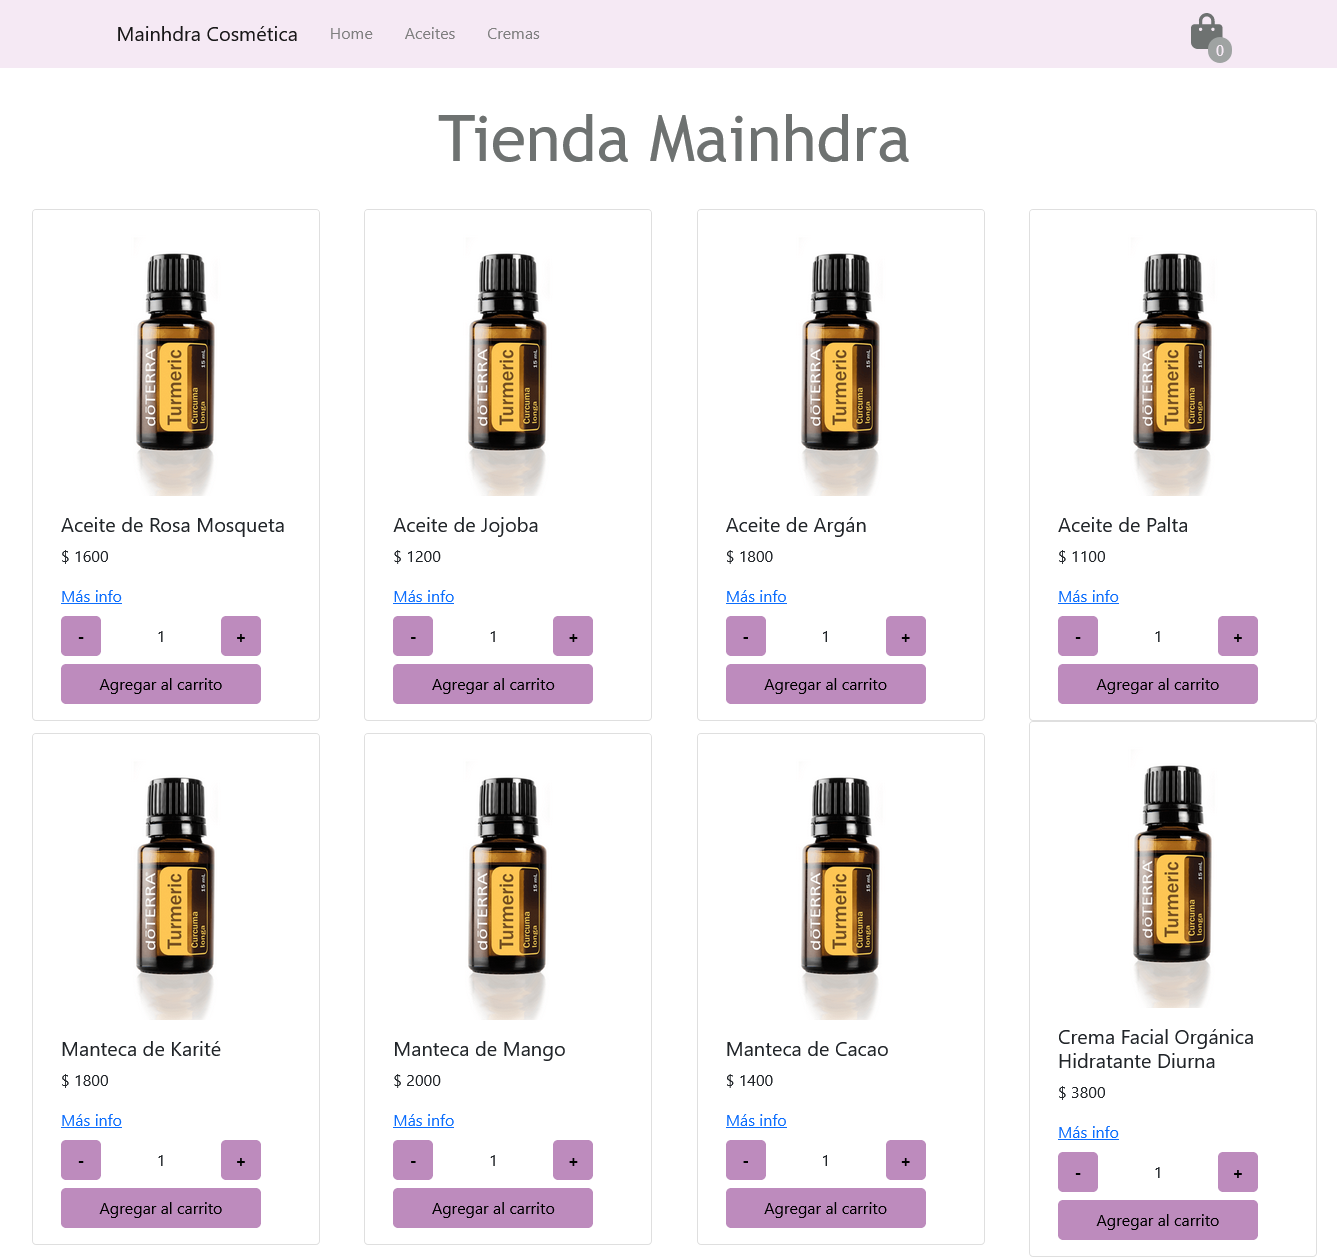 Mainhdra Cosmética Home Aceites Cremas 0
Tienda Mainhdra
dōTERRA
Turmeric
Curcuma
longa
15 mL
Aceite de Rosa Mosqueta
$ 1600
Más info
- 1 +
Agregar al carrito
dōTERRA
Turmeric
Curcuma
longa
15 mL
Aceite de Jojoba
$ 1200
Más info
- 1 +
Agregar al carrito
dōTERRA
Turmeric
Curcuma
longa
15 mL
Aceite de Argán
$ 1800
Más info
- 1 +
Agregar al carrito
dōTERRA
Turmeric
Curcuma
longa
15 mL
Aceite de Palta
$ 1100
Más info
- 1 +
Agregar al carrito
dōTERRA
Turmeric
Curcuma
longa
15 mL
Manteca de Karité
$ 1800
Más info
- 1 +
Agregar al carrito
dōTERRA
Turmeric
Curcuma
longa
15 mL
Manteca de Mango
$ 2000
Más info
- 1 +
Agregar al carrito
dōTERRA
Turmeric
Curcuma
longa
15 mL
Manteca de Cacao
$ 1400
Más info
- 1 +
Agregar al carrito
dōTERRA
Turmeric
Curcuma
longa
15 mL
Crema Facial Orgánica
Hidratante Diurna
$ 3800
Más info
- 1 +
Agregar al carrito